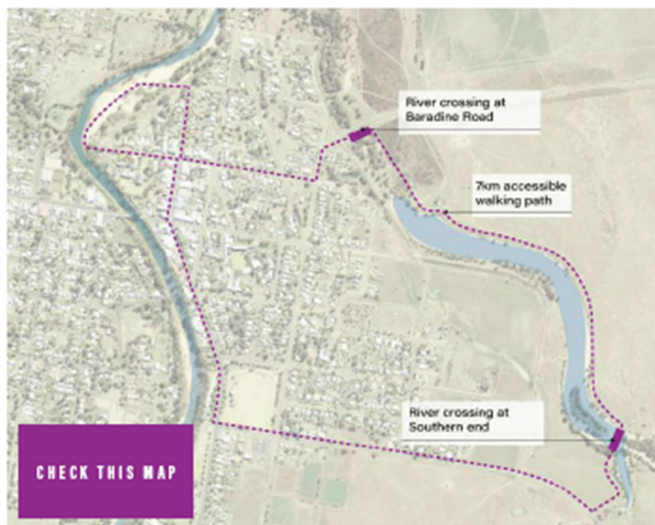 River crossing at
Baradine Road
7km accessible
walking path
River crossing at
Southern end
CHECK THIS MAP